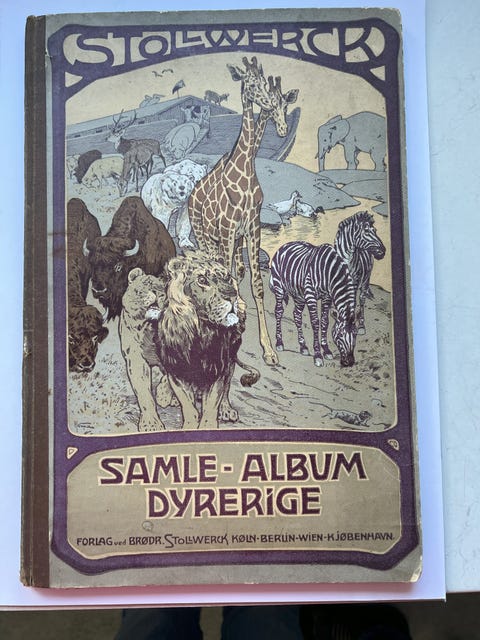 STOLLWERCK
SAMLE-ALBUM
DYRERIGE
FORLAG ved BRØDR. STOLLWERCK KØLN-BERLIN-WIEN-KJØBENHAVN.